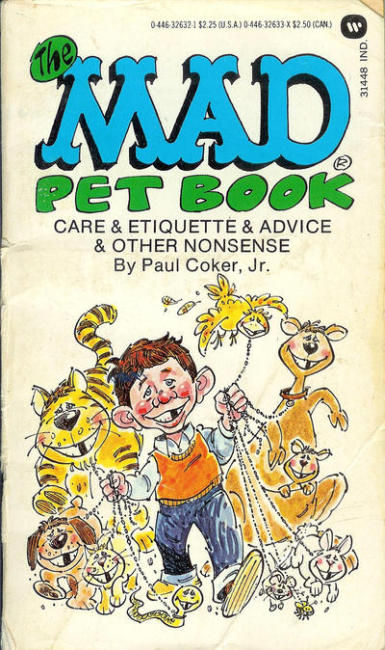 0-446-32632-1 $2.25 (U.S.A.) 0-446-32633-X $2.50 (CAN.)
31448 IND.
The
MAD
R
PET BOOK
CARE & ETIQUETTE & ADVICE
& OTHER NONSENSE
By Paul Coker, Jr.